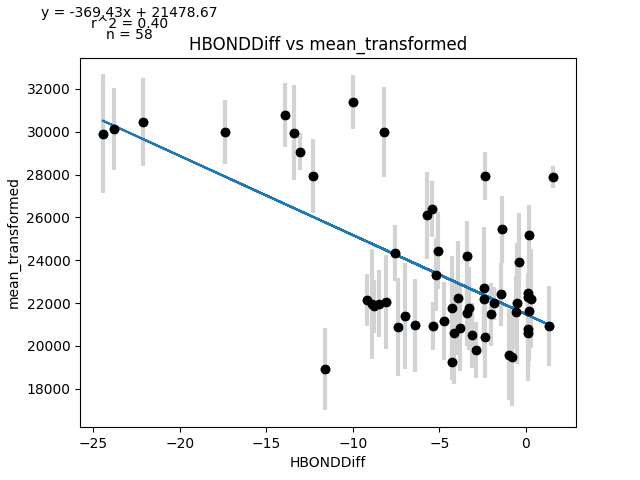 y = -369.43x + 21478.67
r^2 = 0.40
n = 58
HBONDDiff vs mean_transformed
32000
30000
28000
26000
24000
22000
20000
18000
mean_transformed
−25
−20
−15
−10
−5
0
HBONDDiff